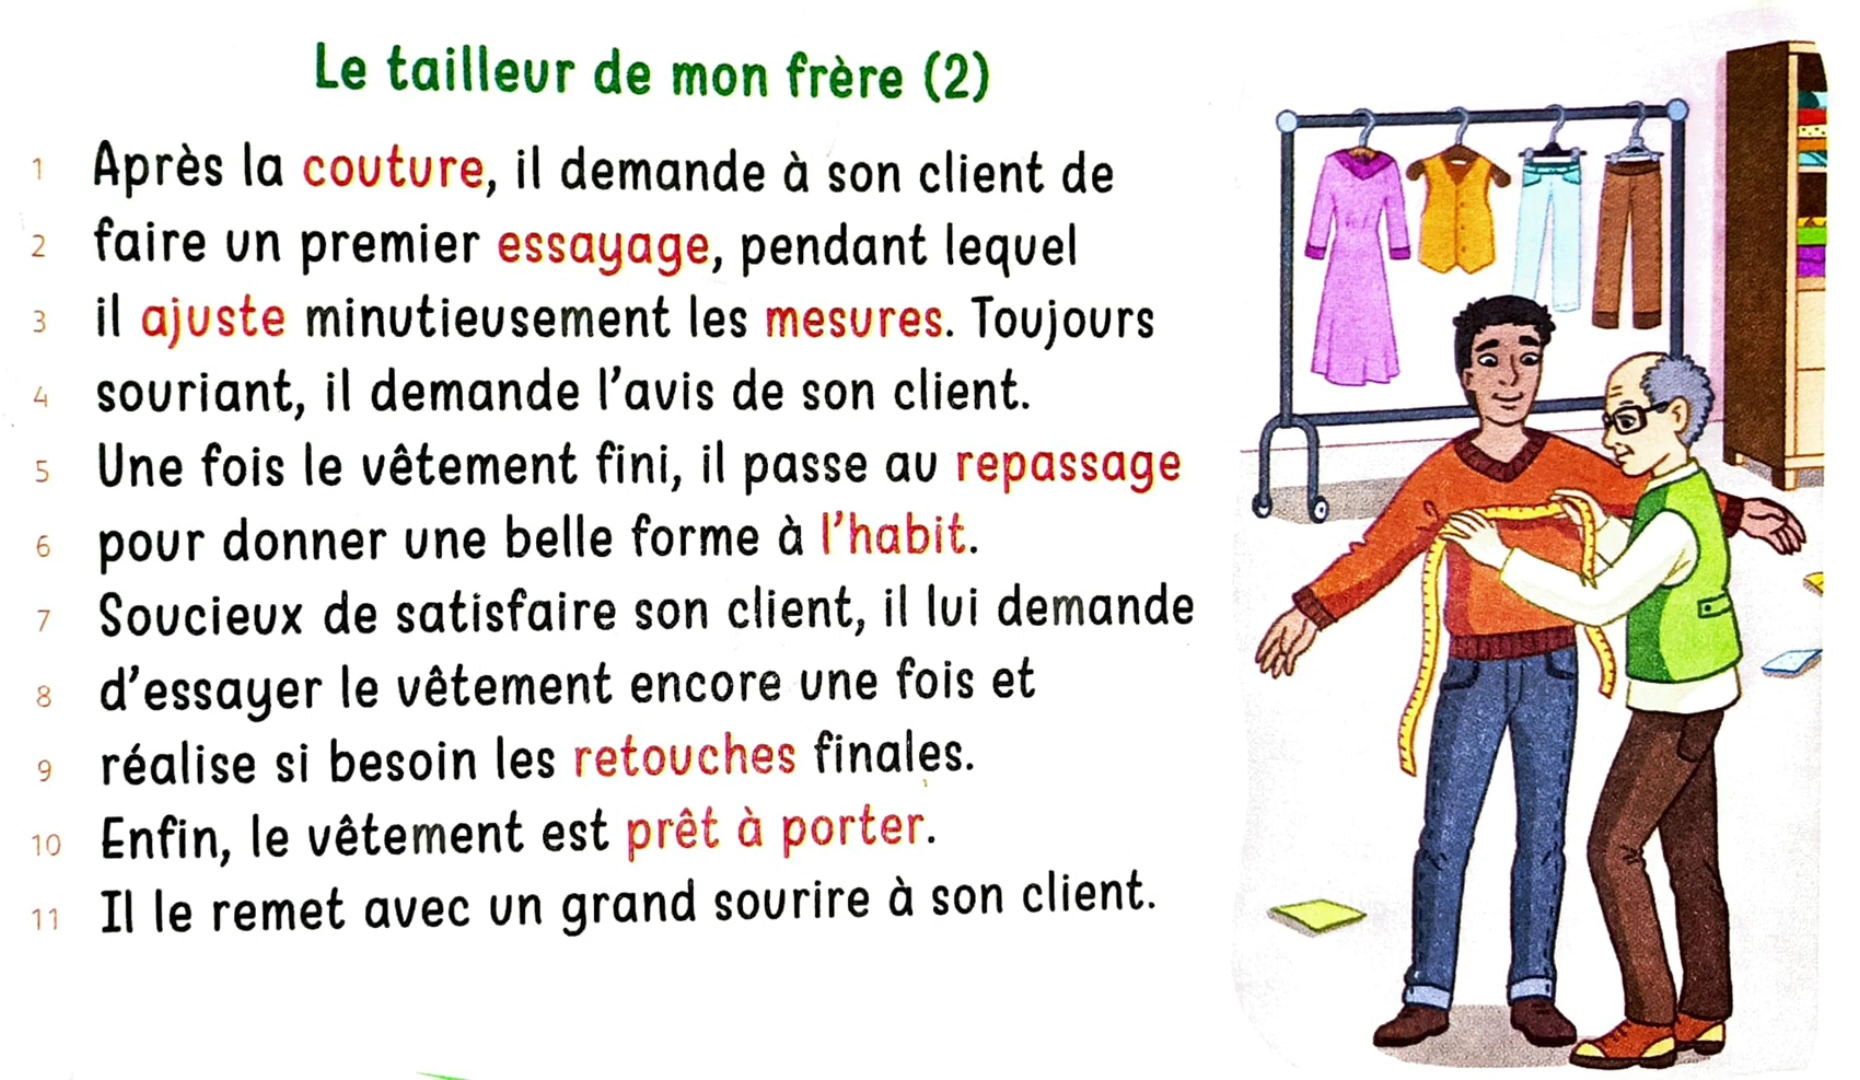 Le tailleur de mon frère (2)
1 Après la couture, il demande à son client de
2 faire un premier essayage, pendant lequel
3 il ajuste minutieusement les mesures. Toujours
4 souriant, il demande l'avis de son client.
5 Une fois le vêtement fini, il passe au repassage
6 pour donner une belle forme à l'habit.
7 Soucieux de satisfaire son client, il lui demande
8 d'essayer le vêtement encore une fois et
9 réalise si besoin les retouches finales.
10 Enfin, le vêtement est prêt à porter.
11 Il le remet avec un grand sourire à son client.